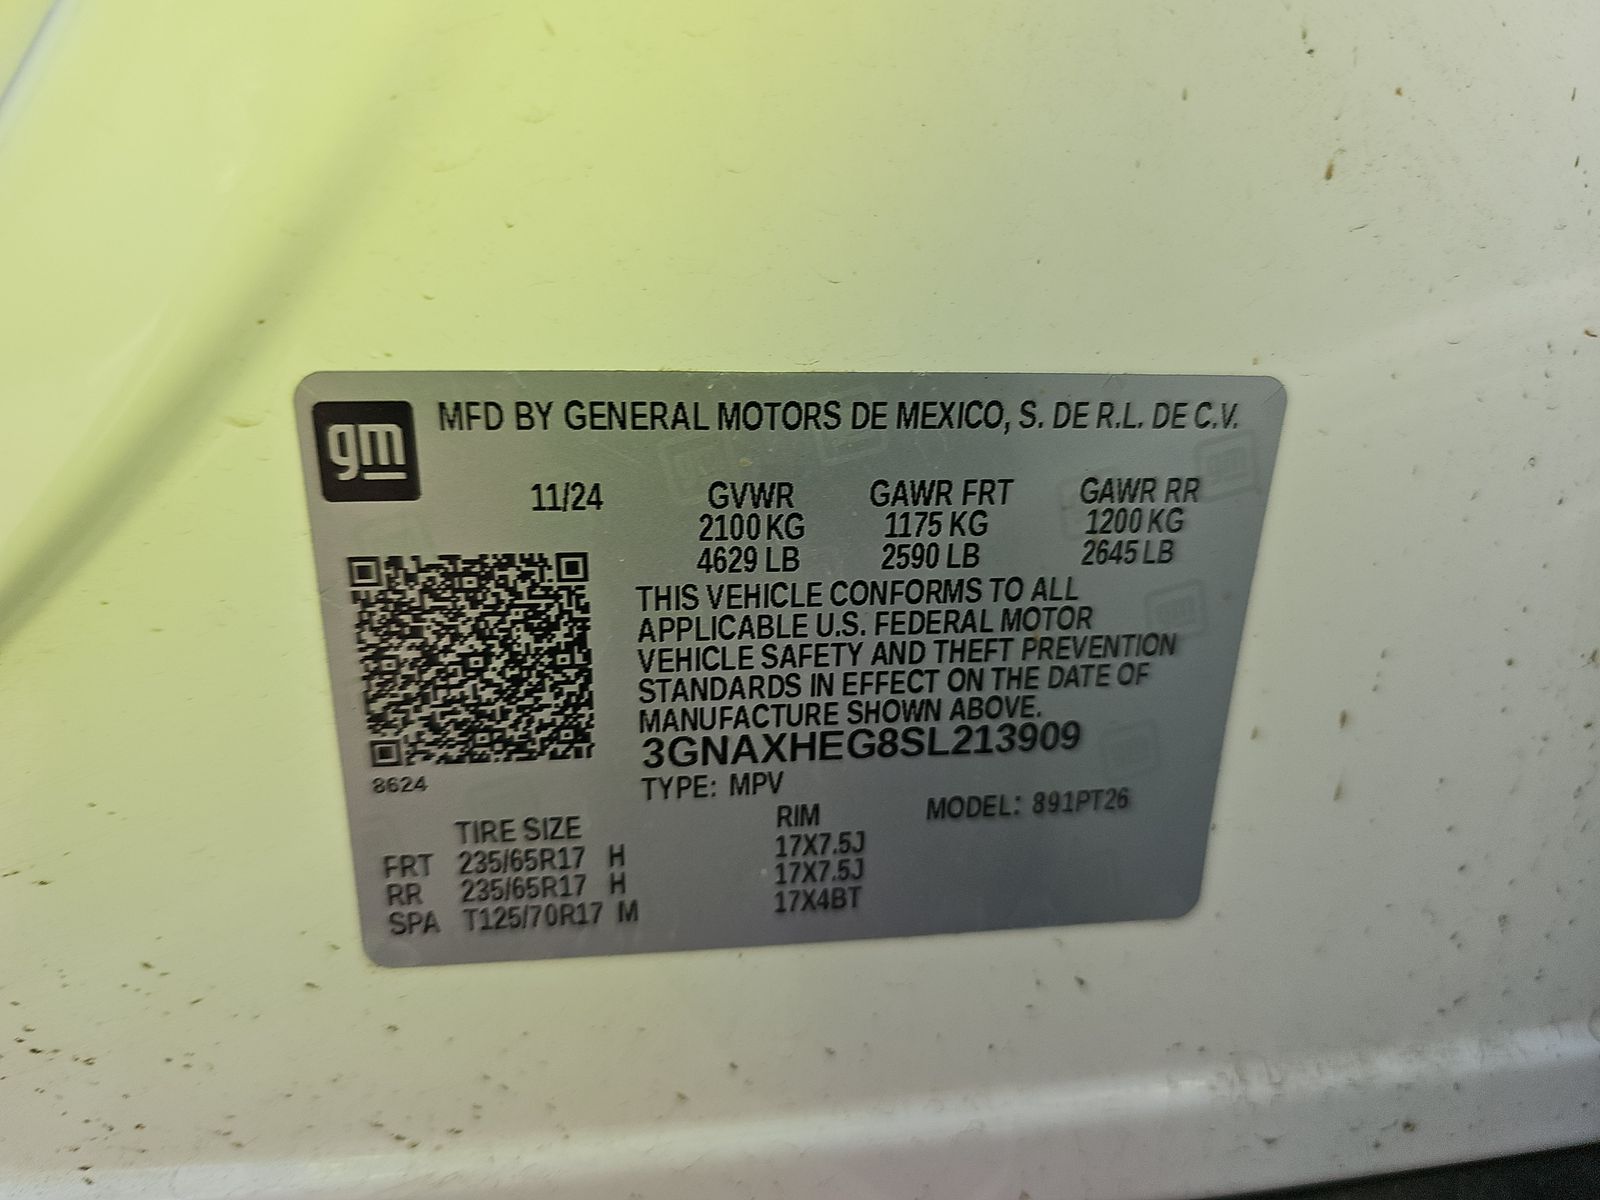 gm MFD BY GENERAL MOTORS DE MEXICO, S. DE R.L. DE C.V.
11/24 GVWR GAWR FRT GAWR RR
2100 KG 1175 KG 1200 KG
4629 LB 2590 LB 2645 LB
THIS VEHICLE CONFORMS TO ALL
APPLICABLE U.S. FEDERAL MOTOR
VEHICLE SAFETY AND THEFT PREVENTION
STANDARDS IN EFFECT ON THE DATE OF
MANUFACTURE SHOWN ABOVE.
3GNAXHEG8SL213909
8624
TYPE: MPV
MODEL: 891PT26
TIRE SIZE RIM
FRT 235/65R17 H 17X7.5J
RR 235/65R17 H 17X7.5J
SPA T125/70R17 M 17X4BT